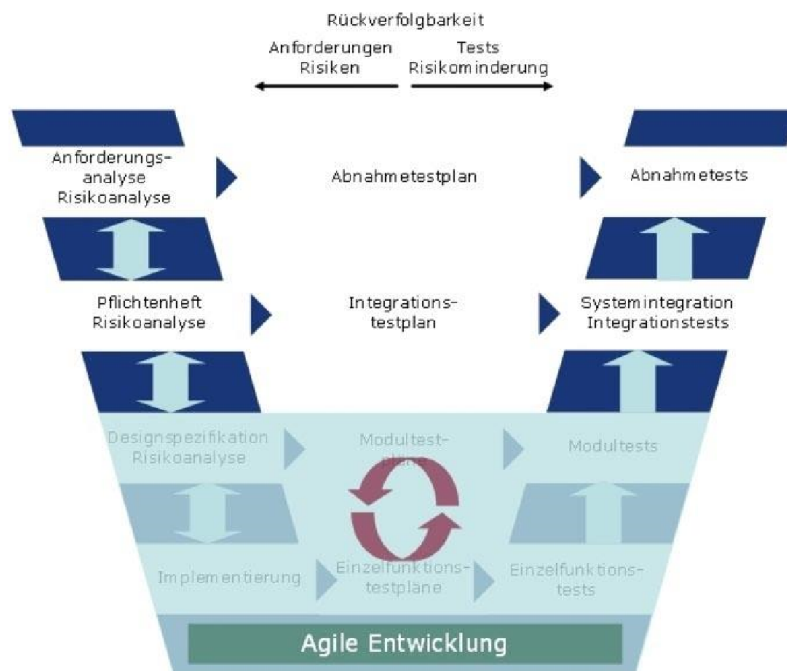 Rückverfolgbarkeit
Anforderungen
Risiken
Tests
Risikominderung
Anforderungs-
analyse
Risikoanalyse
Abnahmetestplan
Abnahmetests
Pflichtenheft
Risikoanalyse
Integrations-
testplan
Systemintegration
Integrationstests
Designspezifikation
Risikoanalyse
Modultest-
pläne
Modultests
Implementierung
Einzelfunktions-
testpläne
Einzelfunktions-
tests
Agile Entwicklung